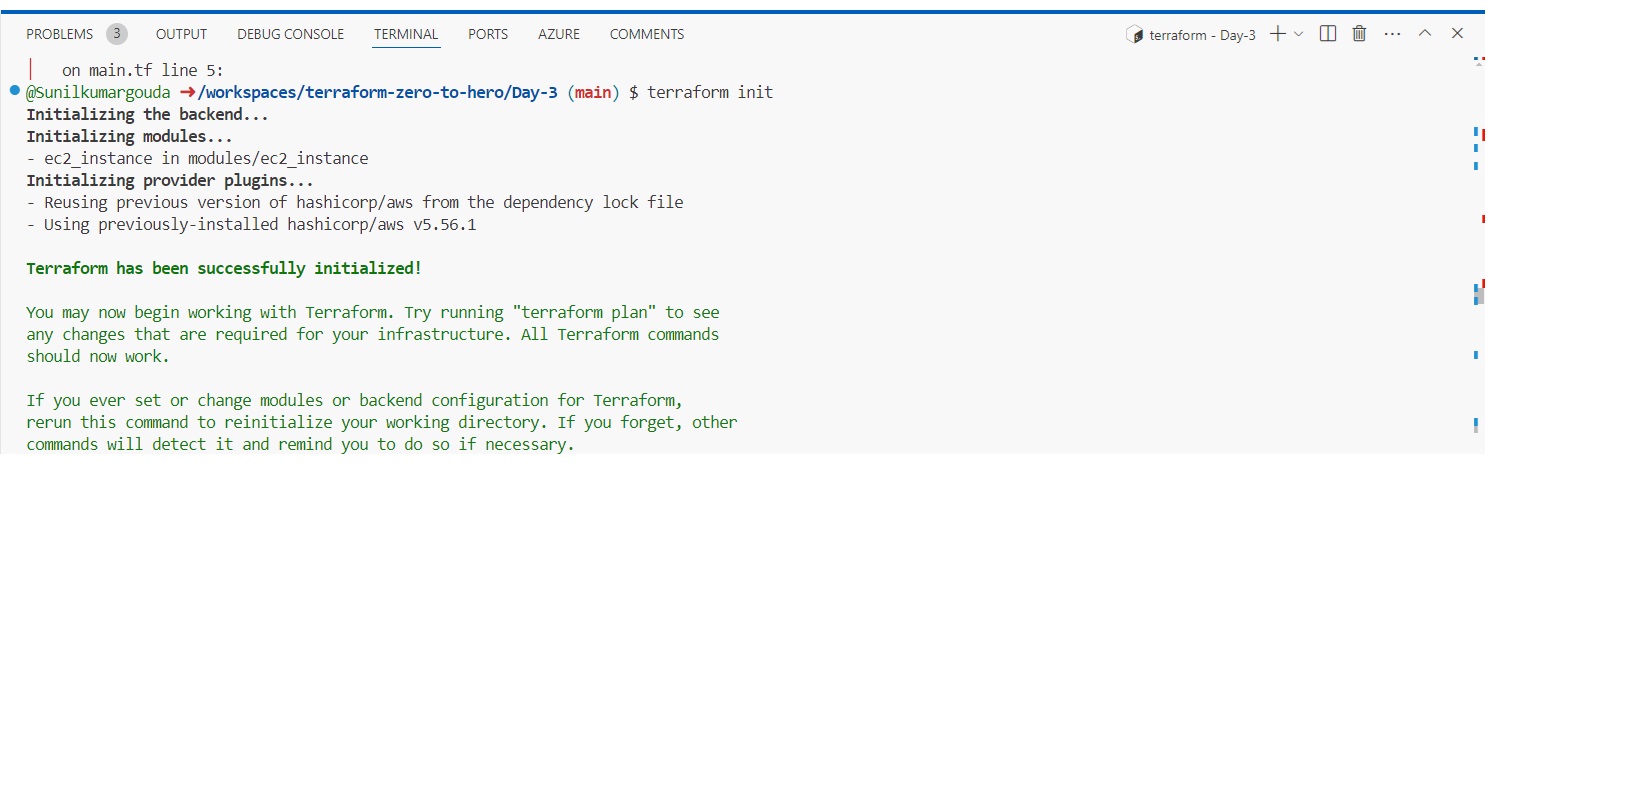 PROBLEMS 3 OUTPUT DEBUG CONSOLE TERMINAL PORTS AZURE COMMENTS terraform - Day-3
on main.tf line 5:
@Sunilkumargouda ➜/workspaces/terraform-zero-to-hero/Day-3 (main) $ terraform init
Initializing the backend...
Initializing modules...
- ec2_instance in modules/ec2_instance
Initializing provider plugins...
- Reusing previous version of hashicorp/aws from the dependency lock file
- Using previously-installed hashicorp/aws v5.56.1
Terraform has been successfully initialized!
You may now begin working with Terraform. Try running "terraform plan" to see
any changes that are required for your infrastructure. All Terraform commands
should now work.
If you ever set or change modules or backend configuration for Terraform,
rerun this command to reinitialize your working directory. If you forget, other
commands will detect it and remind you to do so if necessary.